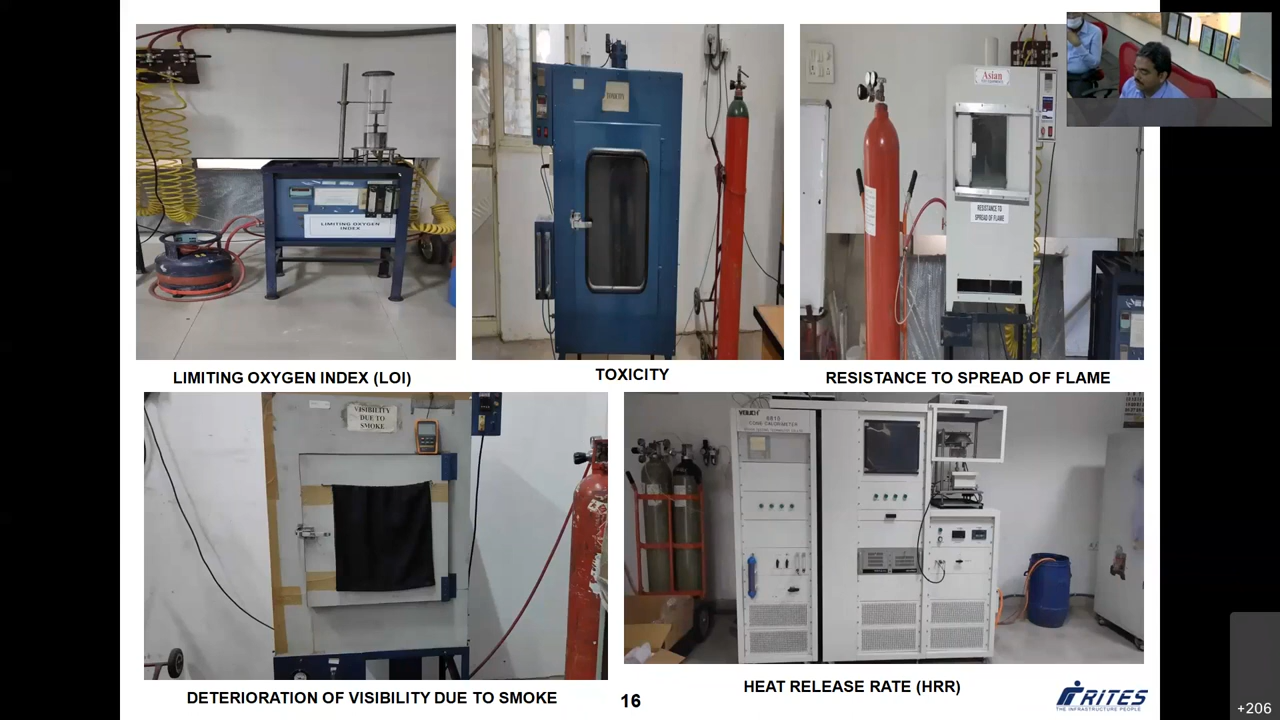 LIMITING OXYGEN
INDEX
TOXICITY
Asian
RESISTANCE TO
SPREAD OF FLAME
LIMITING OXYGEN INDEX (LOI)
TOXICITY
RESISTANCE TO SPREAD OF FLAME
VISIBILITY
DUE TO
SMOKE
CONE CALORIMETER
DETERIORATION OF VISIBILITY DUE TO SMOKE
16
HEAT RELEASE RATE (HRR)
RITES
THE INFRASTRUCTURE PEOPLE
+206